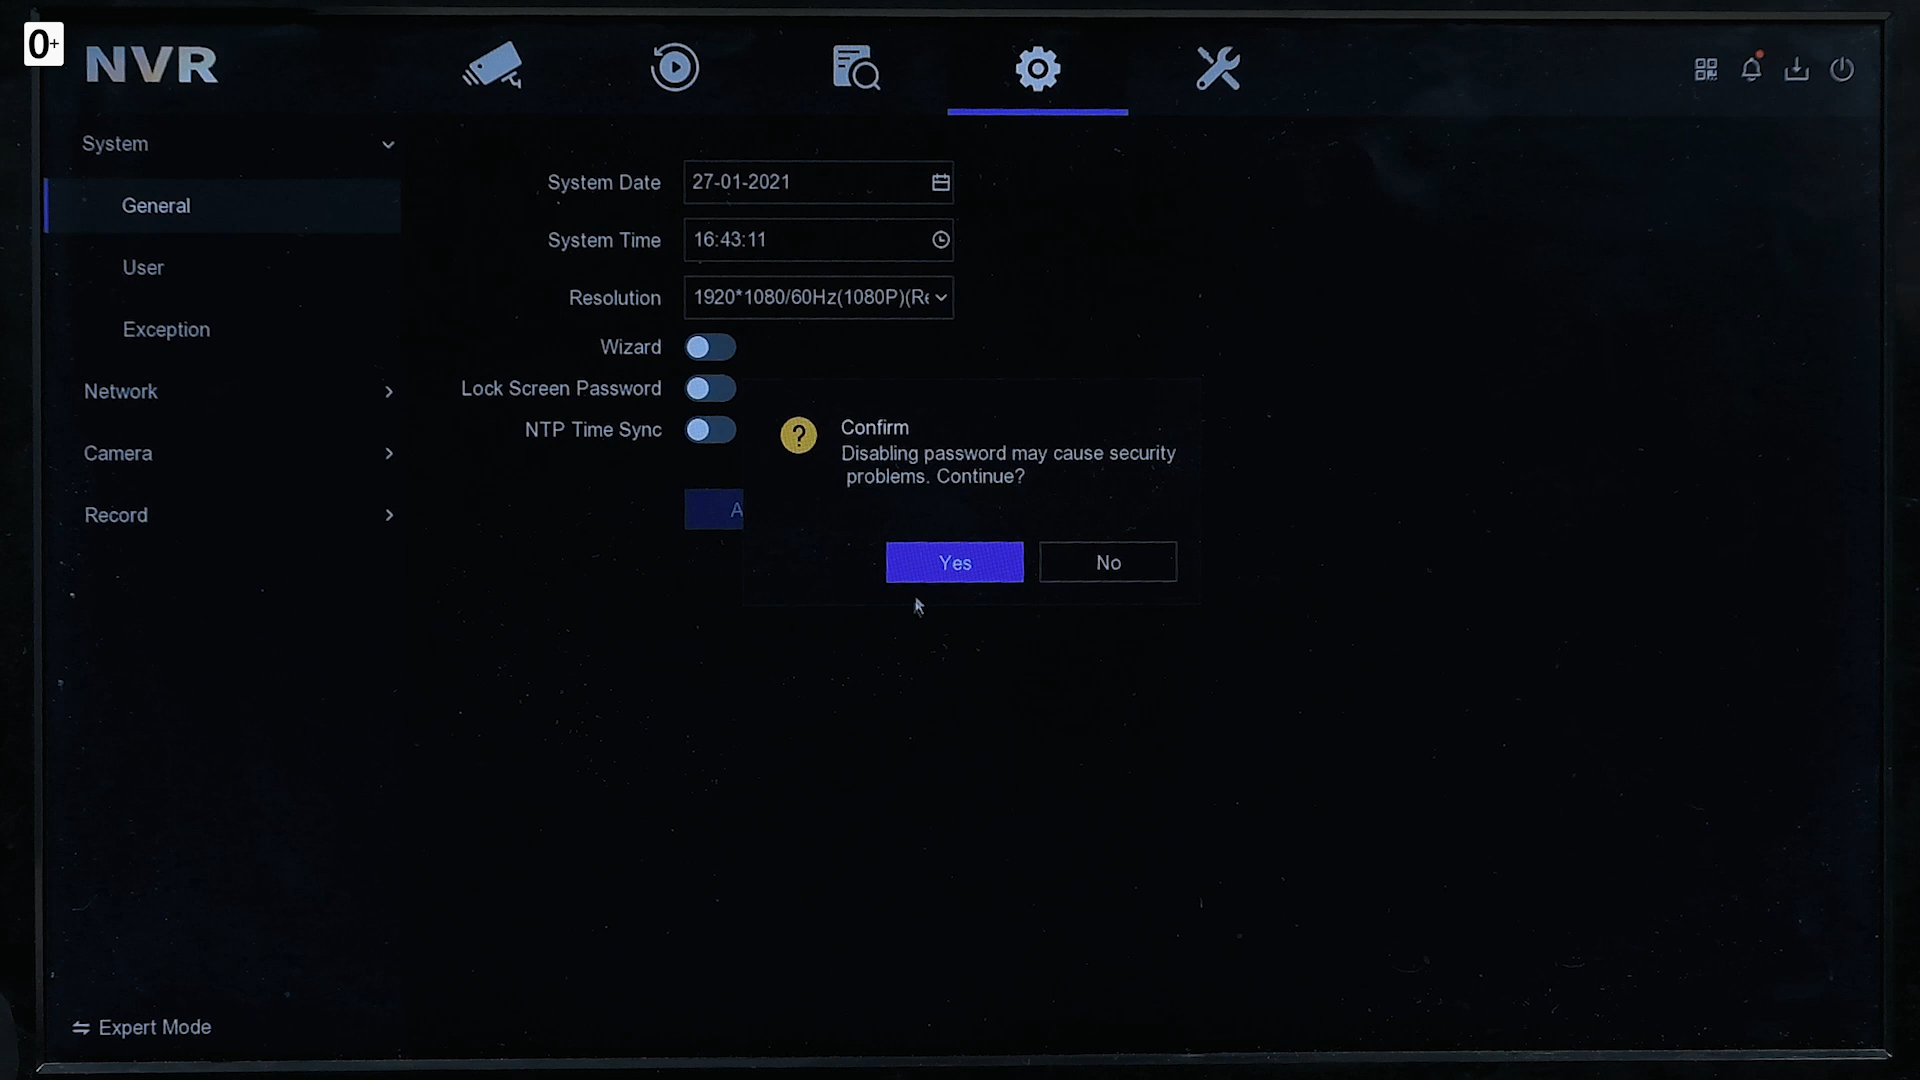 0+
NVR
System
General
User
Exception
Network
Camera
Record
Expert Mode
System Date 27-01-2021
System Time 16:43:11
Resolution 1920*1080/60Hz(1080P)(Re
Wizard
Lock Screen Password
NTP Time Sync
A
Confirm
Disabling password may cause security
problems. Continue?
Yes
No